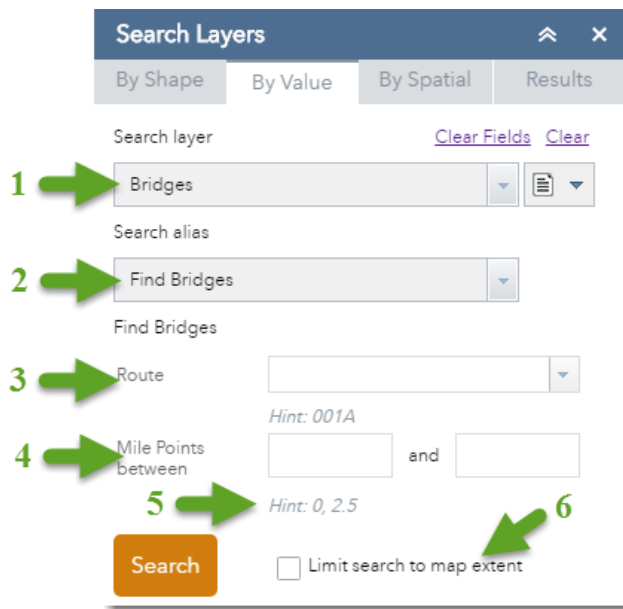 Search Layers
By Shape By Value By Spatial Results
Search layer Clear Fields Clear
1 Bridges
Search alias
2 Find Bridges
Find Bridges
3 Route
Hint: 001A
4 Mile Points
between and
5 Hint: 0, 2.5 6
Search Limit search to map extent